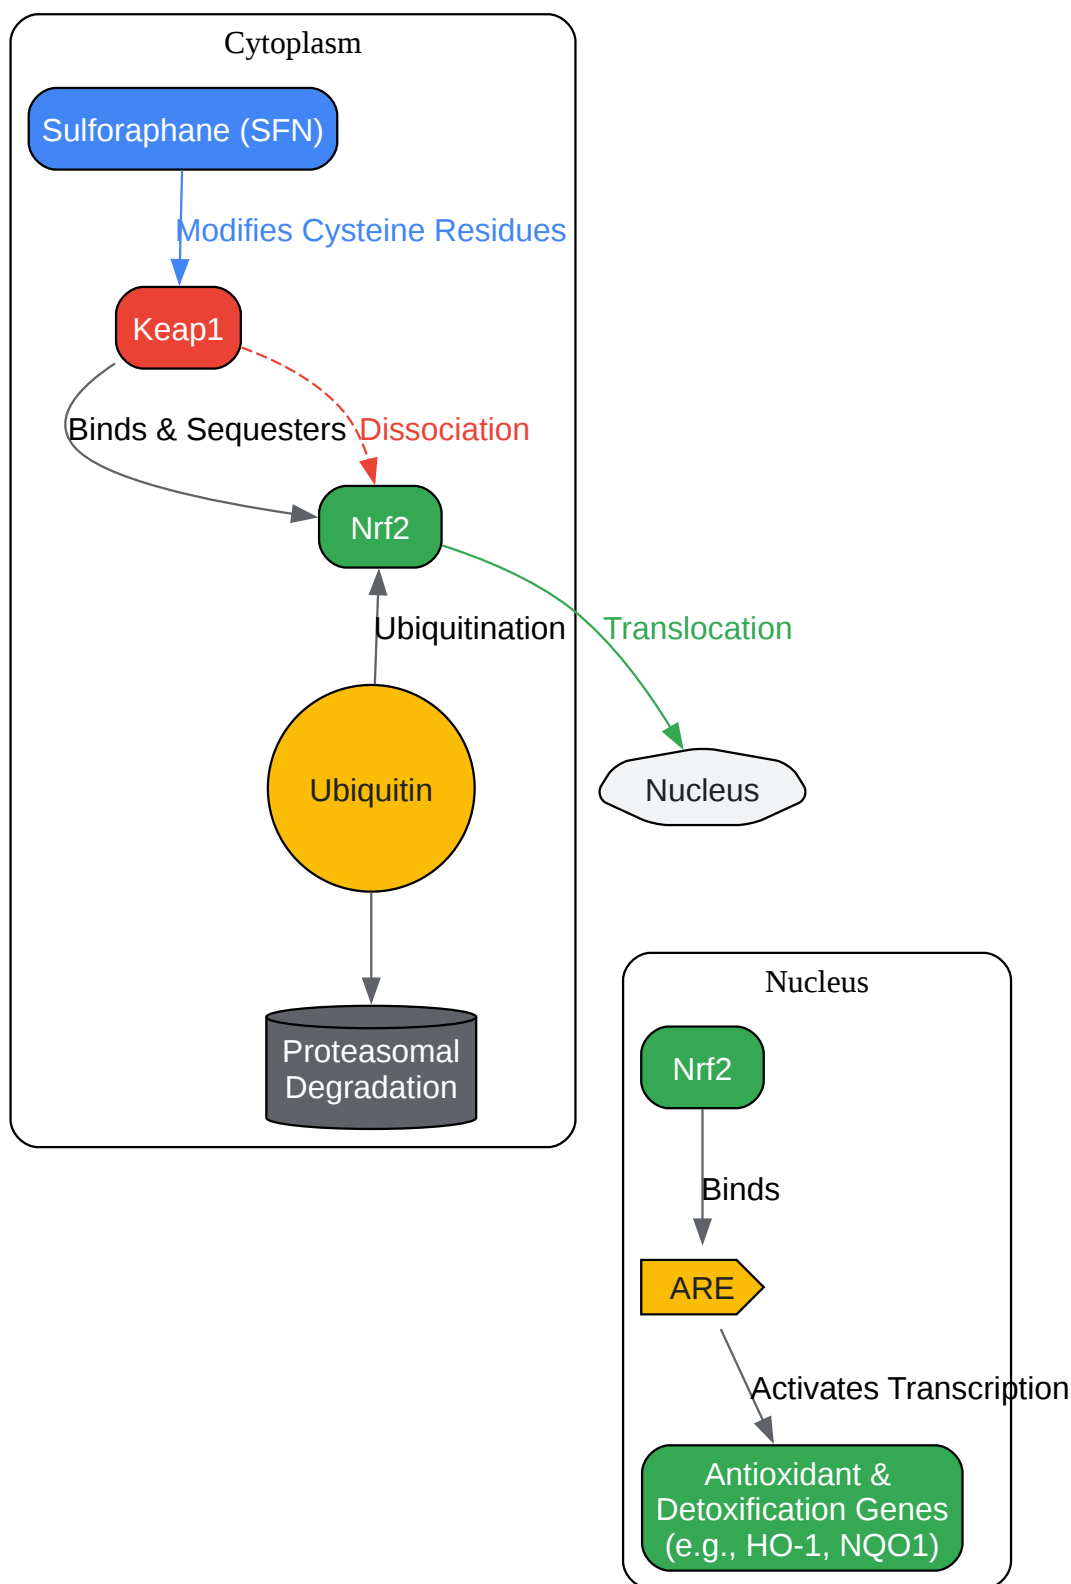 Cytoplasm
Sulforaphane (SFN)
Modifies Cysteine Residues
Keap1
Binds & Sequesters
Dissociation
Nrf2
Ubiquitination
Translocation
Ubiquitin
Nucleus
Proteasomal
Degradation
Nucleus
Nrf2
Binds
ARE
Activates Transcription
Antioxidant &
Detoxification Genes
(e.g., HO-1, NQO1)